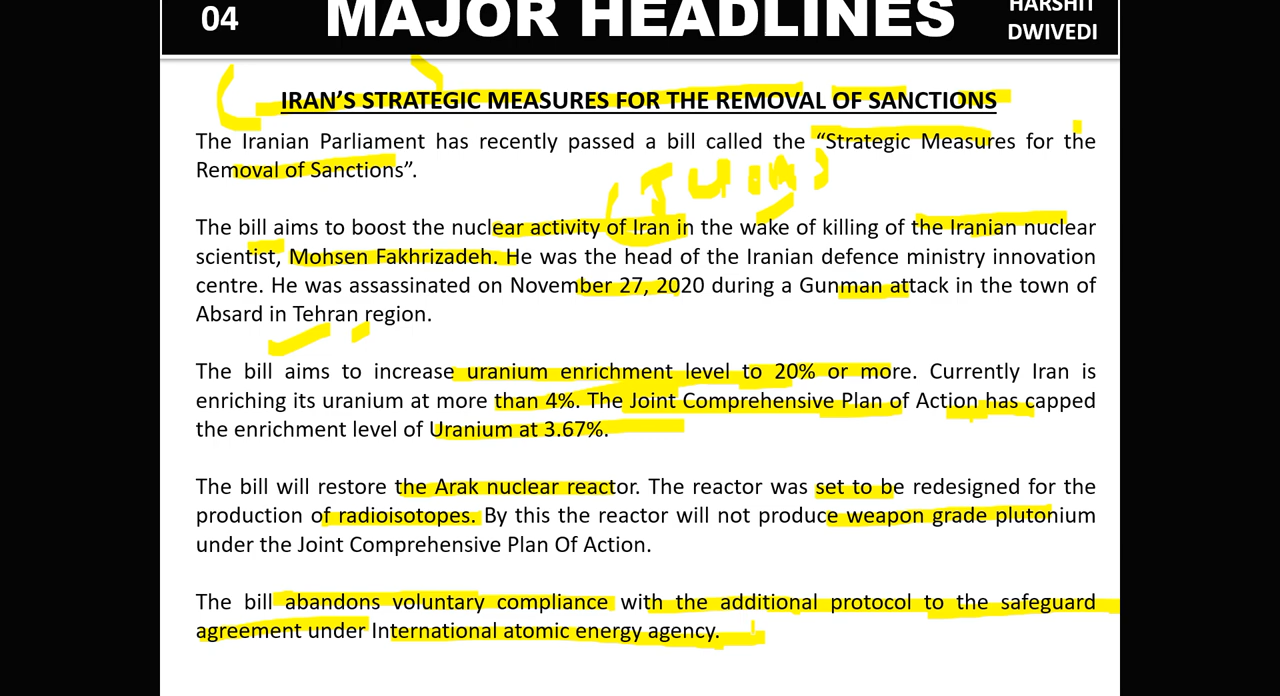 04
MAJOR HEADLINES
HARSHIT
DWIVEDI
IRAN’S STRATEGIC MEASURES FOR THE REMOVAL OF SANCTIONS
The Iranian Parliament has recently passed a bill called the “Strategic Measures for the
Removal of Sanctions”.
The bill aims to boost the nuclear activity of Iran in the wake of killing of the Iranian nuclear
scientist, Mohsen Fakhrizadeh. He was the head of the Iranian defence ministry innovation
centre. He was assassinated on November 27, 2020 during a Gunman attack in the town of
Absard in Tehran region.
The bill aims to increase uranium enrichment level to 20% or more. Currently Iran is
enriching its uranium at more than 4%. The Joint Comprehensive Plan of Action has capped
the enrichment level of Uranium at 3.67%.
The bill will restore the Arak nuclear reactor. The reactor was set to be redesigned for the
production of radioisotopes. By this the reactor will not produce weapon grade plutonium
under the Joint Comprehensive Plan Of Action.
The bill abandons voluntary compliance with the additional protocol to the safeguard
agreement under International atomic energy agency.